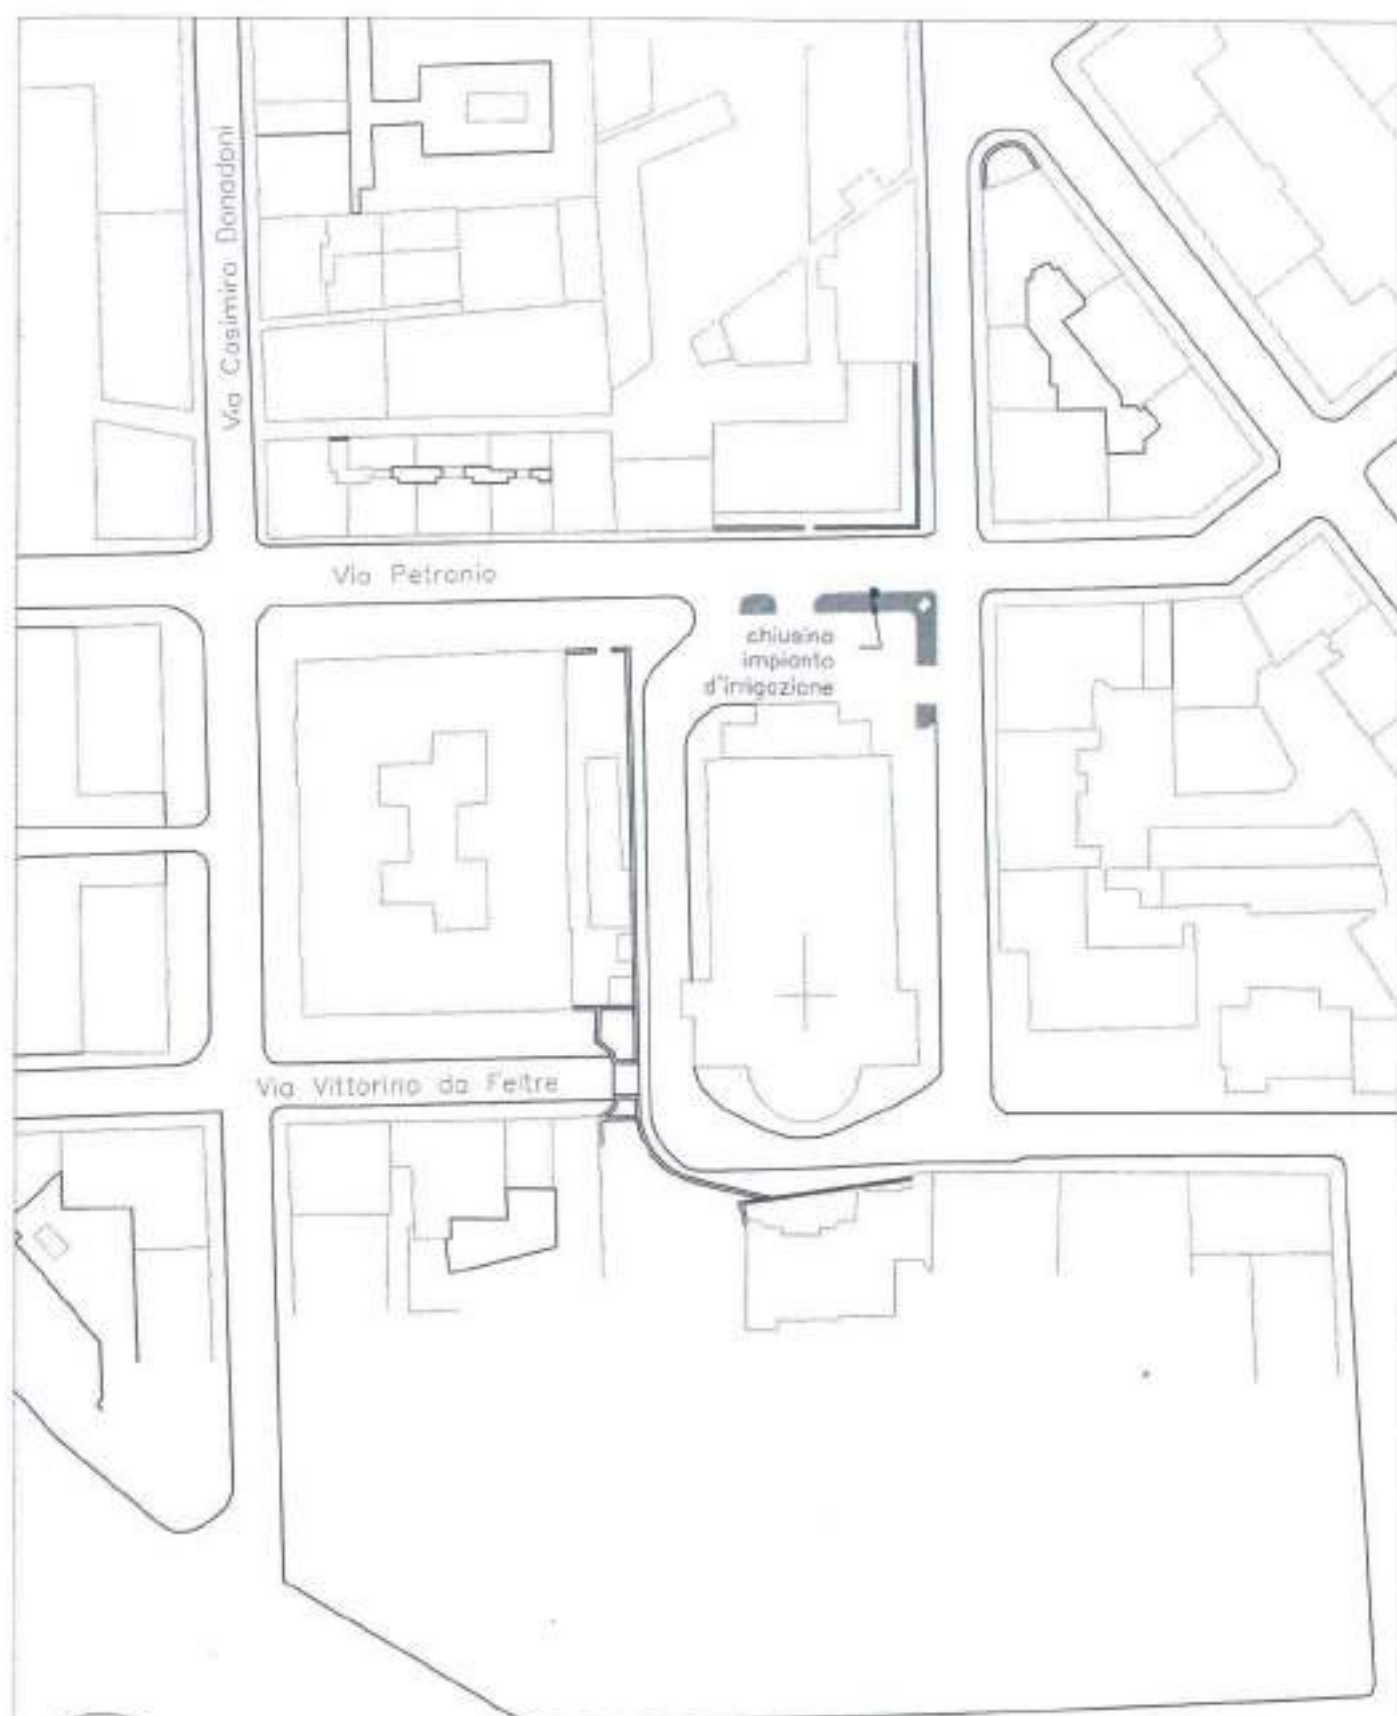 Via Casimiro Donadoni
Via Petronio
chiusino
impianto
d'irrigazione
Via Vittorino da Feltre